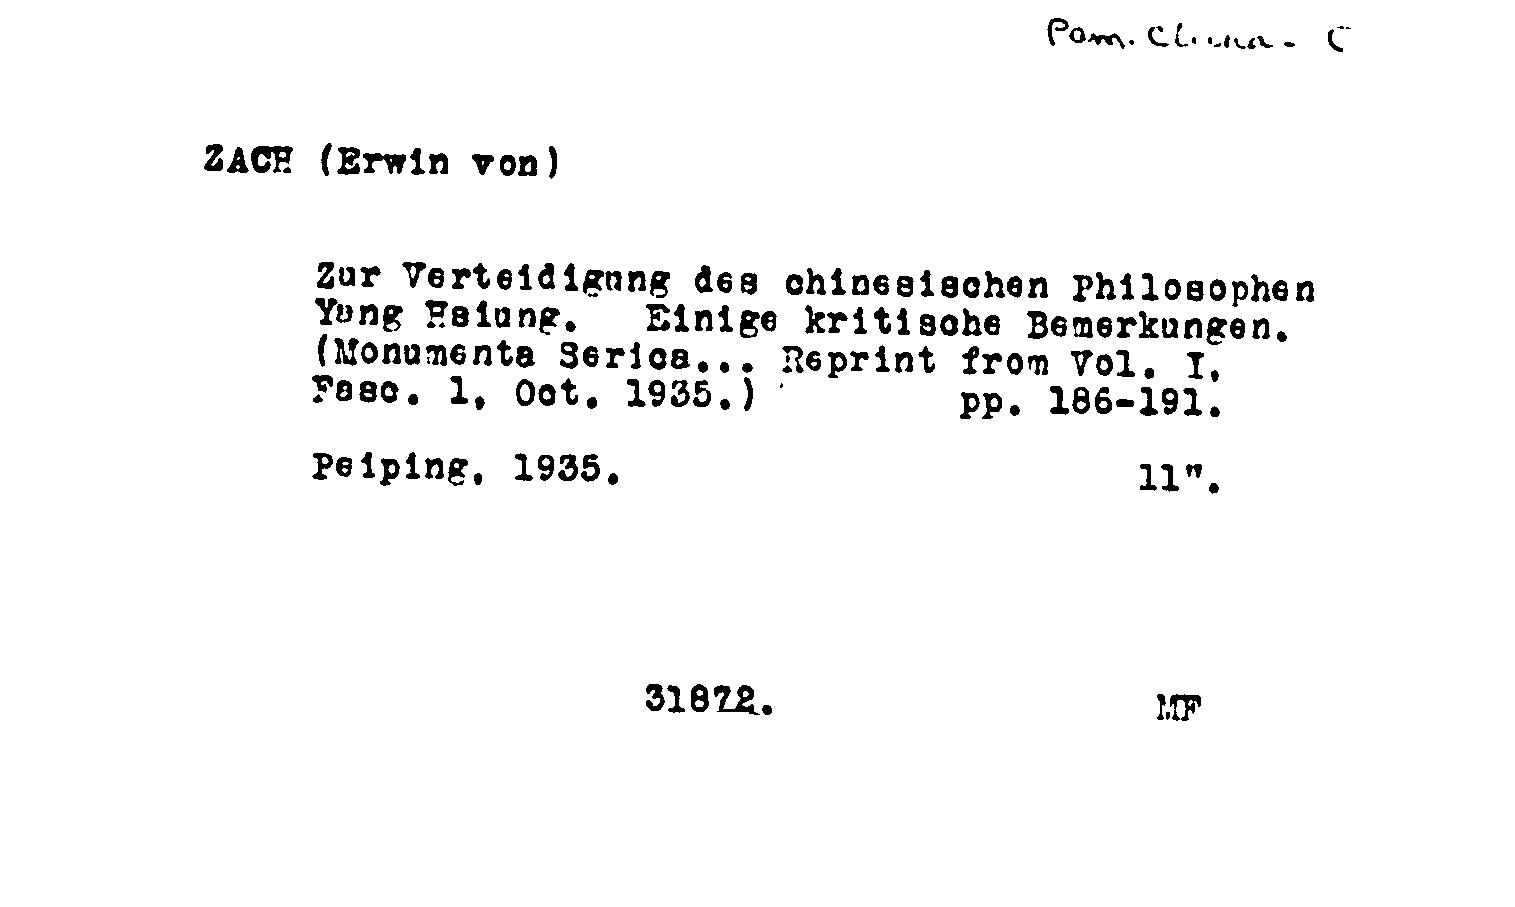 Pam. China - C
ZACH (Erwin von)
Zur Verteidigung des chinesischen Philosophen
Yang Hsiung. Einige kritische Bemerkungen.
(Monumenta Serica... Reprint from Vol. I,
Fasc. 1, Oct. 1935.) pp. 186-191.
Peiping, 1935. 11".
31872. MF